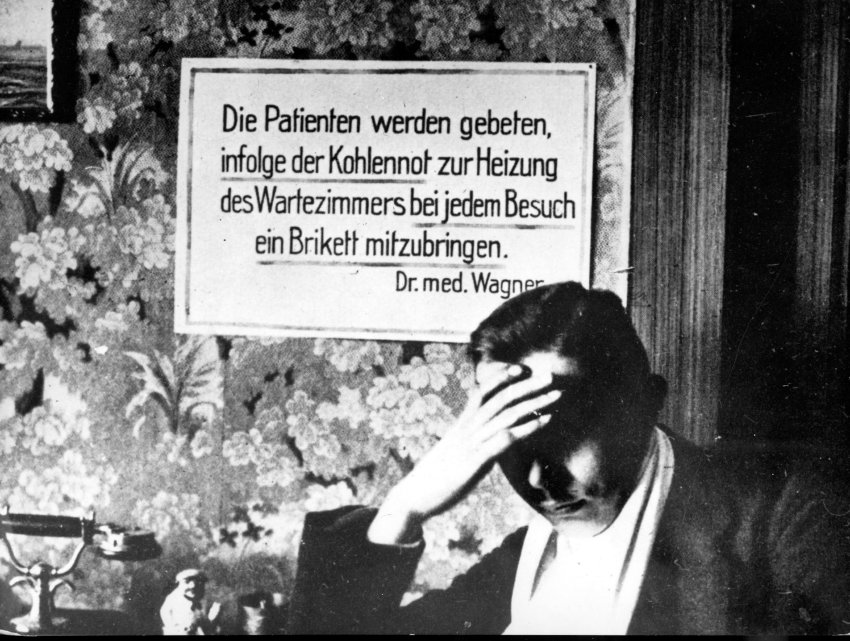 Die Patienten werden gebeten,
infolge der Kohlennot zur Heizung
des Wartezimmers bei jedem Besuch
ein Brikett mitzubringen.
Dr. med. Wagner